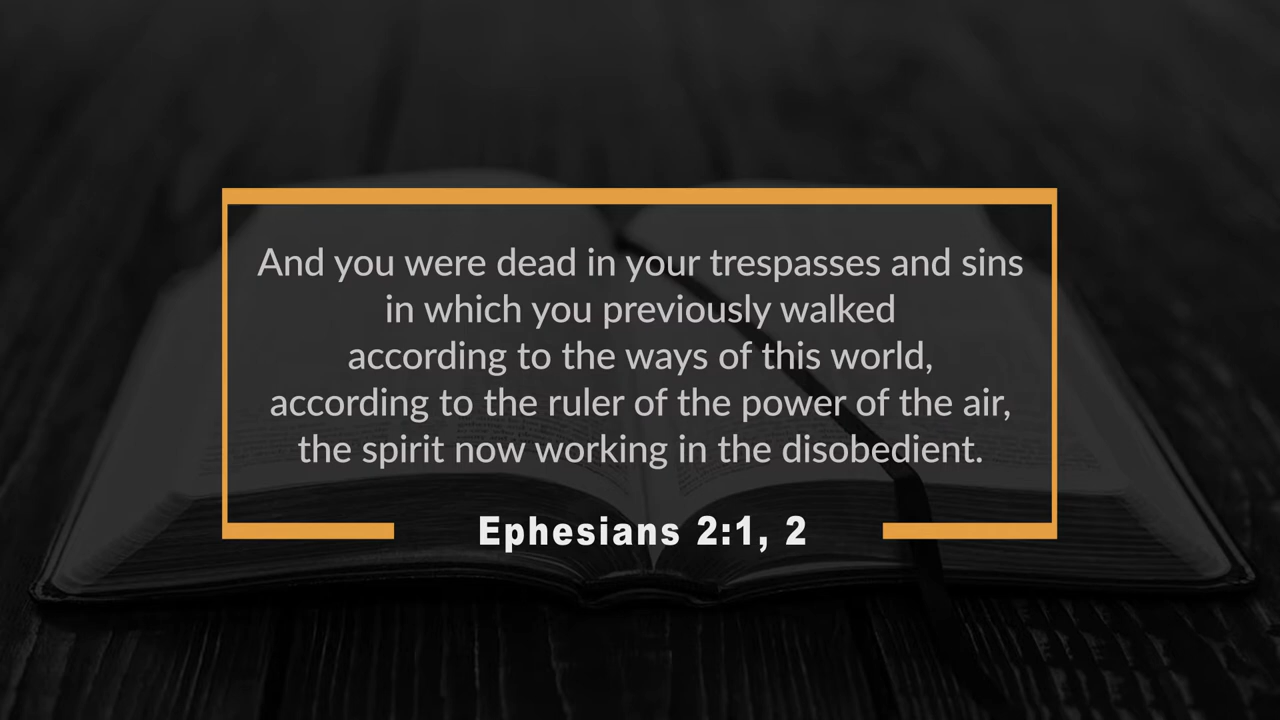 And you were dead in your trespasses and sins
in which you previously walked
according to the ways of this world,
according to the ruler of the power of the air,
the spirit now working in the disobedient.
Ephesians 2:1, 2